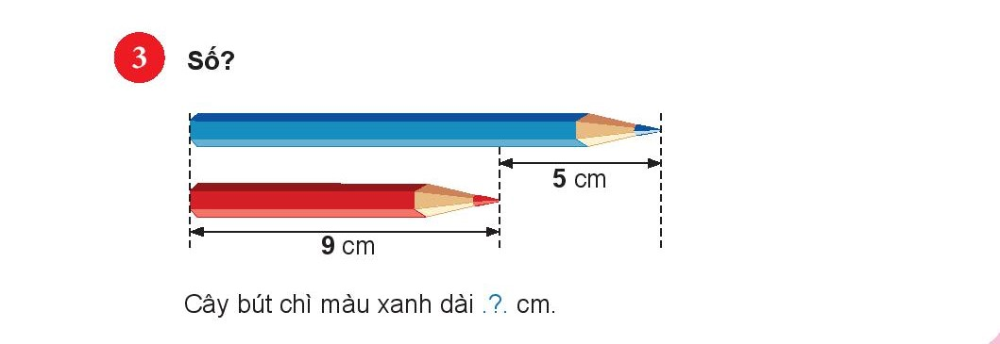 3 Số?
5 cm
9 cm
Cây bút chì màu xanh dài .?. cm.